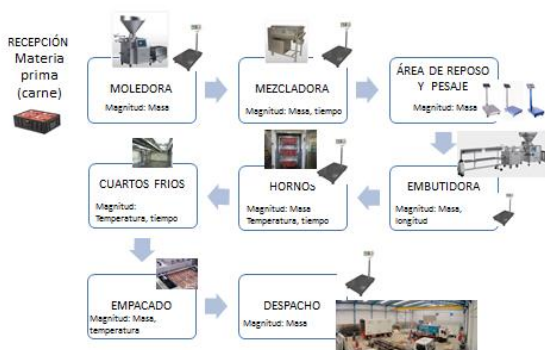 RECEPCIÓN
Materia
prima
(carne)
MOLEDORA
Magnitud: Masa
MEZCLADORA
Magnitud: Masa, tiempo
ÁREA DE REPOSO
Y PESAJE
Magnitud: Masa
CUARTOS FRIOS
Magnitud:
Temperatura, tiempo
HORNOS
Magnitud: Masa
Temperatura, tiempo
EMBUTIDORA
Magnitud: Masa,
longitud
EMPACADO
Magnitud: Masa,
temperatura
DESPACHO
Magnitud: Masa